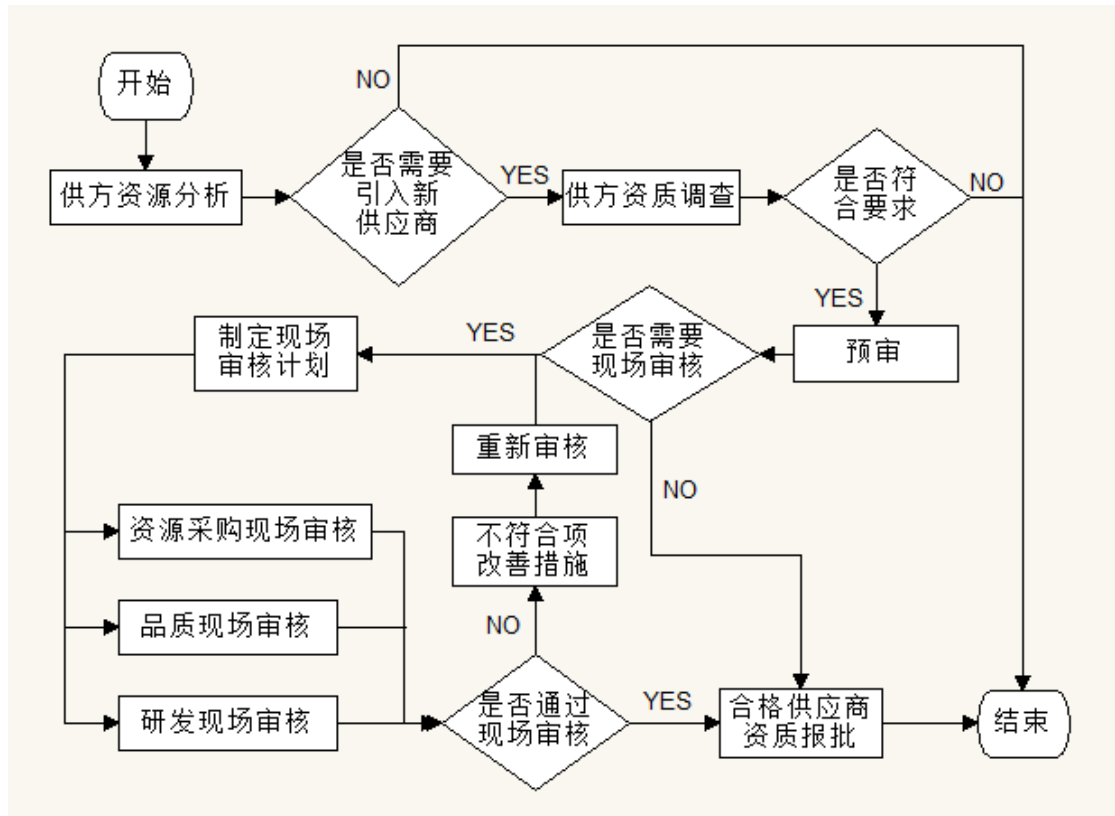 开始
NO
供方资源分析
是否需要
引入新
供应商
YES
供方资质调查
是否符
合要求
NO
YES
制定现场
审核计划
YES
是否需要
现场审核
预审
重新审核
NO
资源采购现场审核
不符合项
改善措施
品质现场审核
NO
研发现场审核
是否通过
现场审核
YES
合格供应商
资质报批
结束